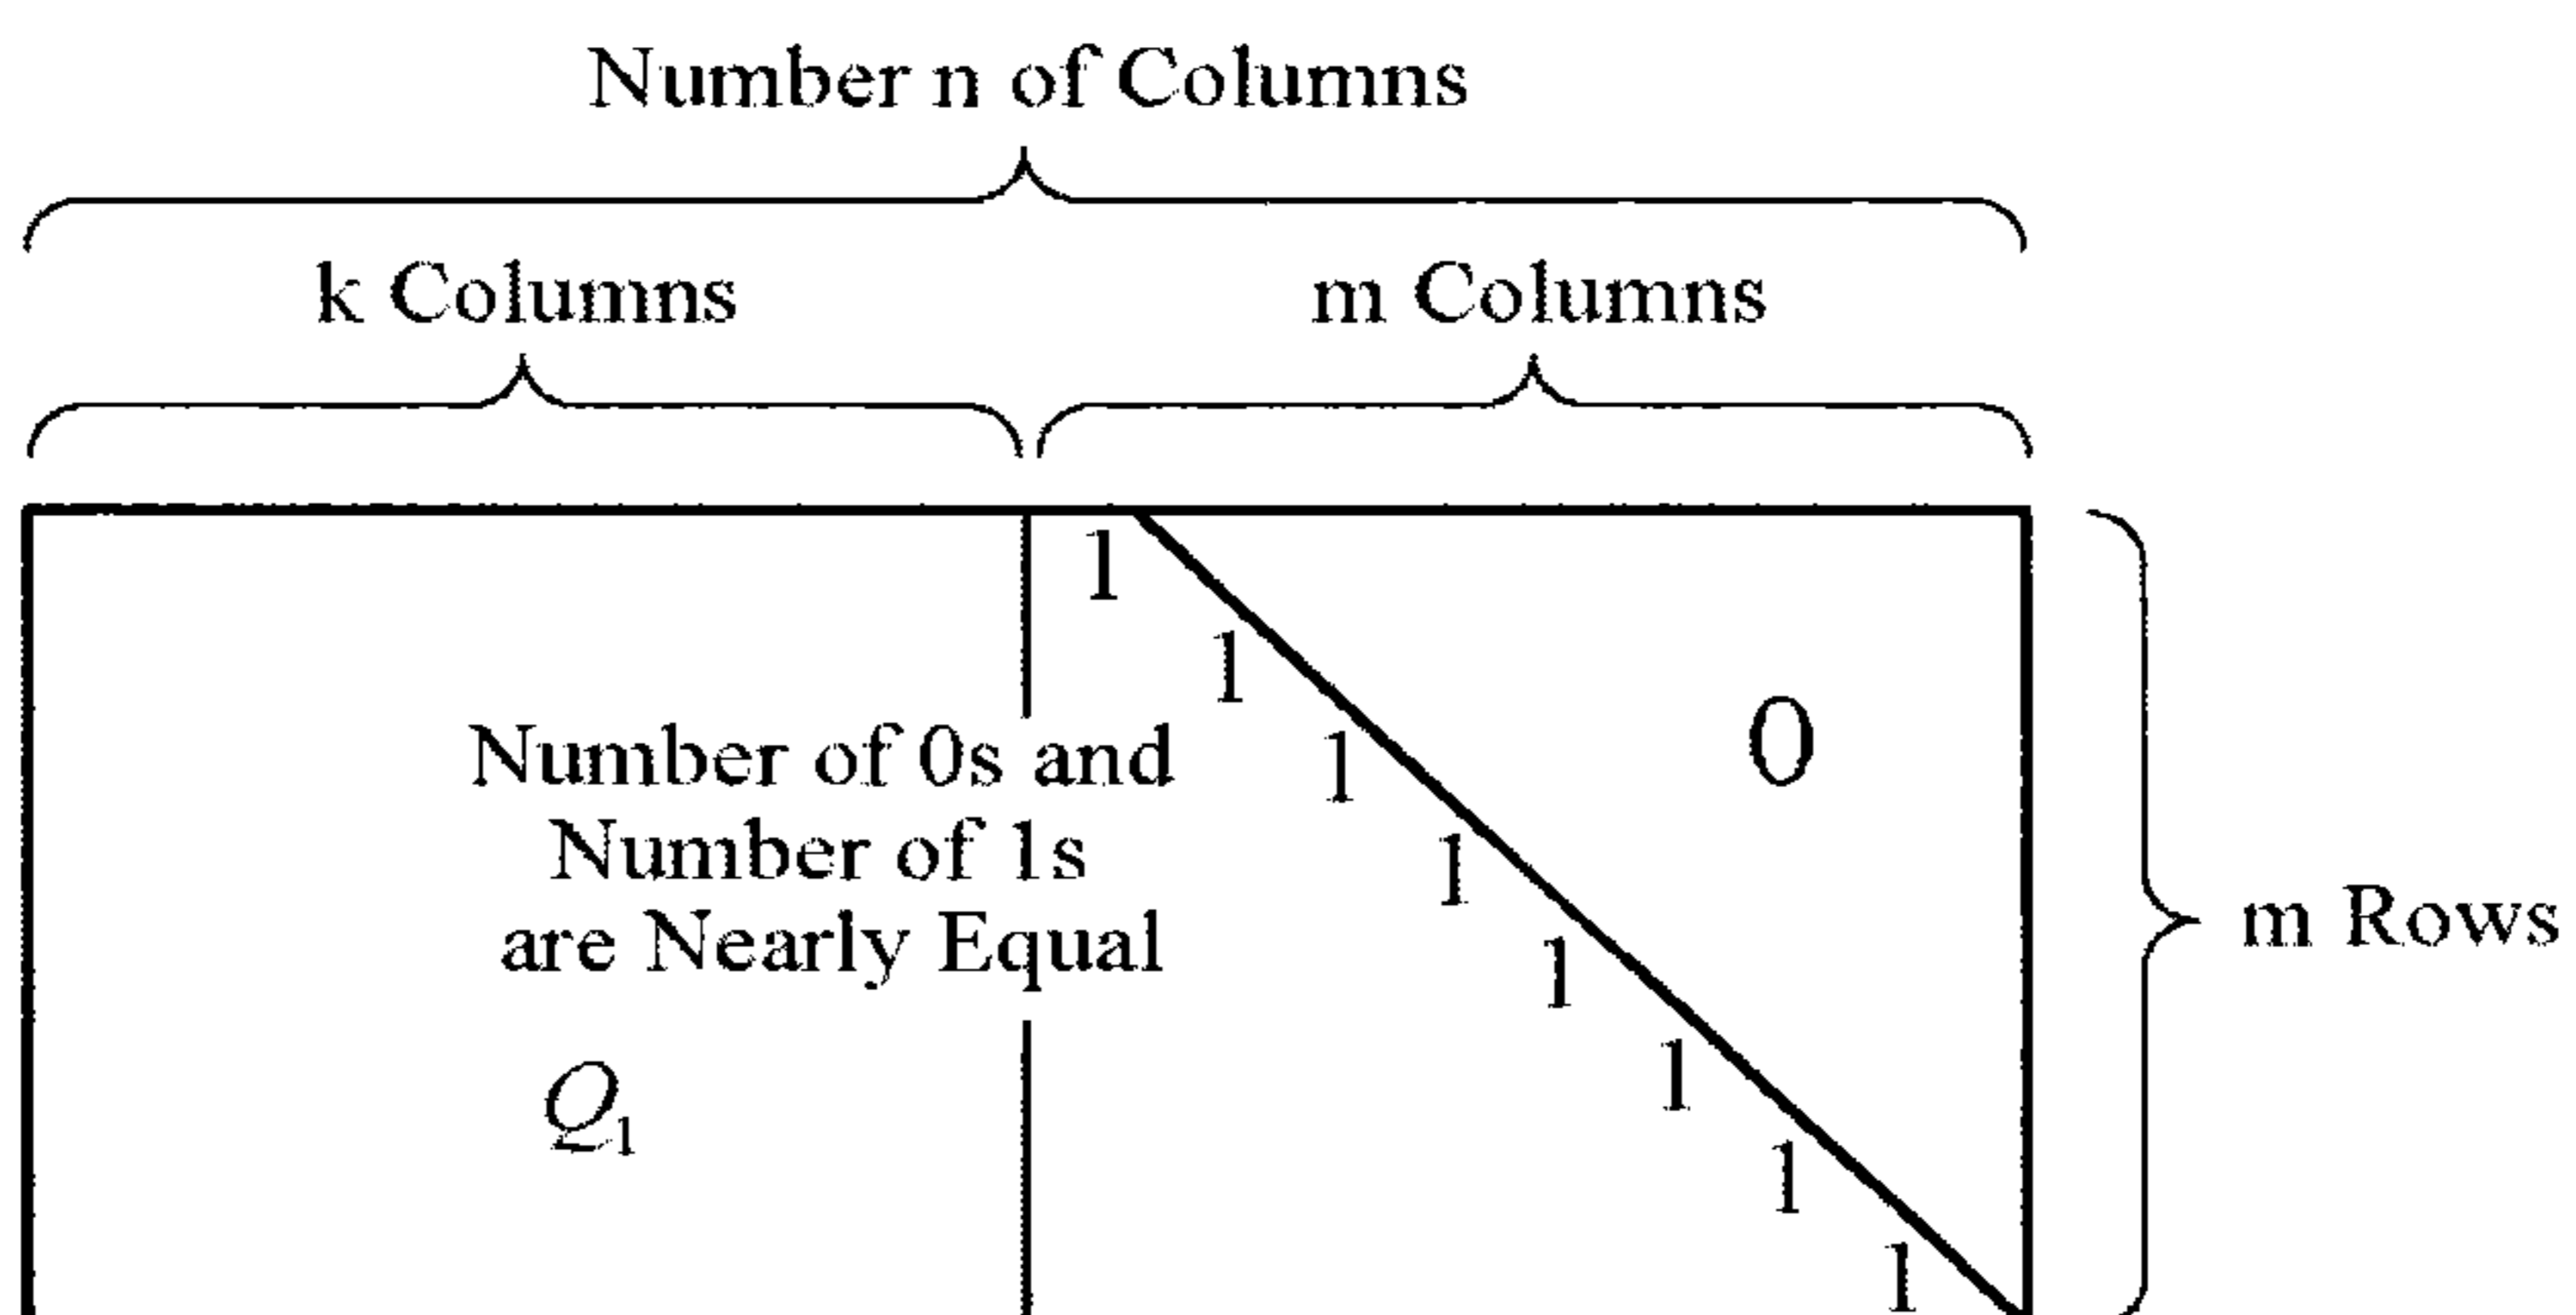 Number n of Columns
k Columns
m Columns
1
1
0
1
Number of 0s and
1
Number of 1s
m Rows
are Nearly Equal
1
1
Q1
1
1